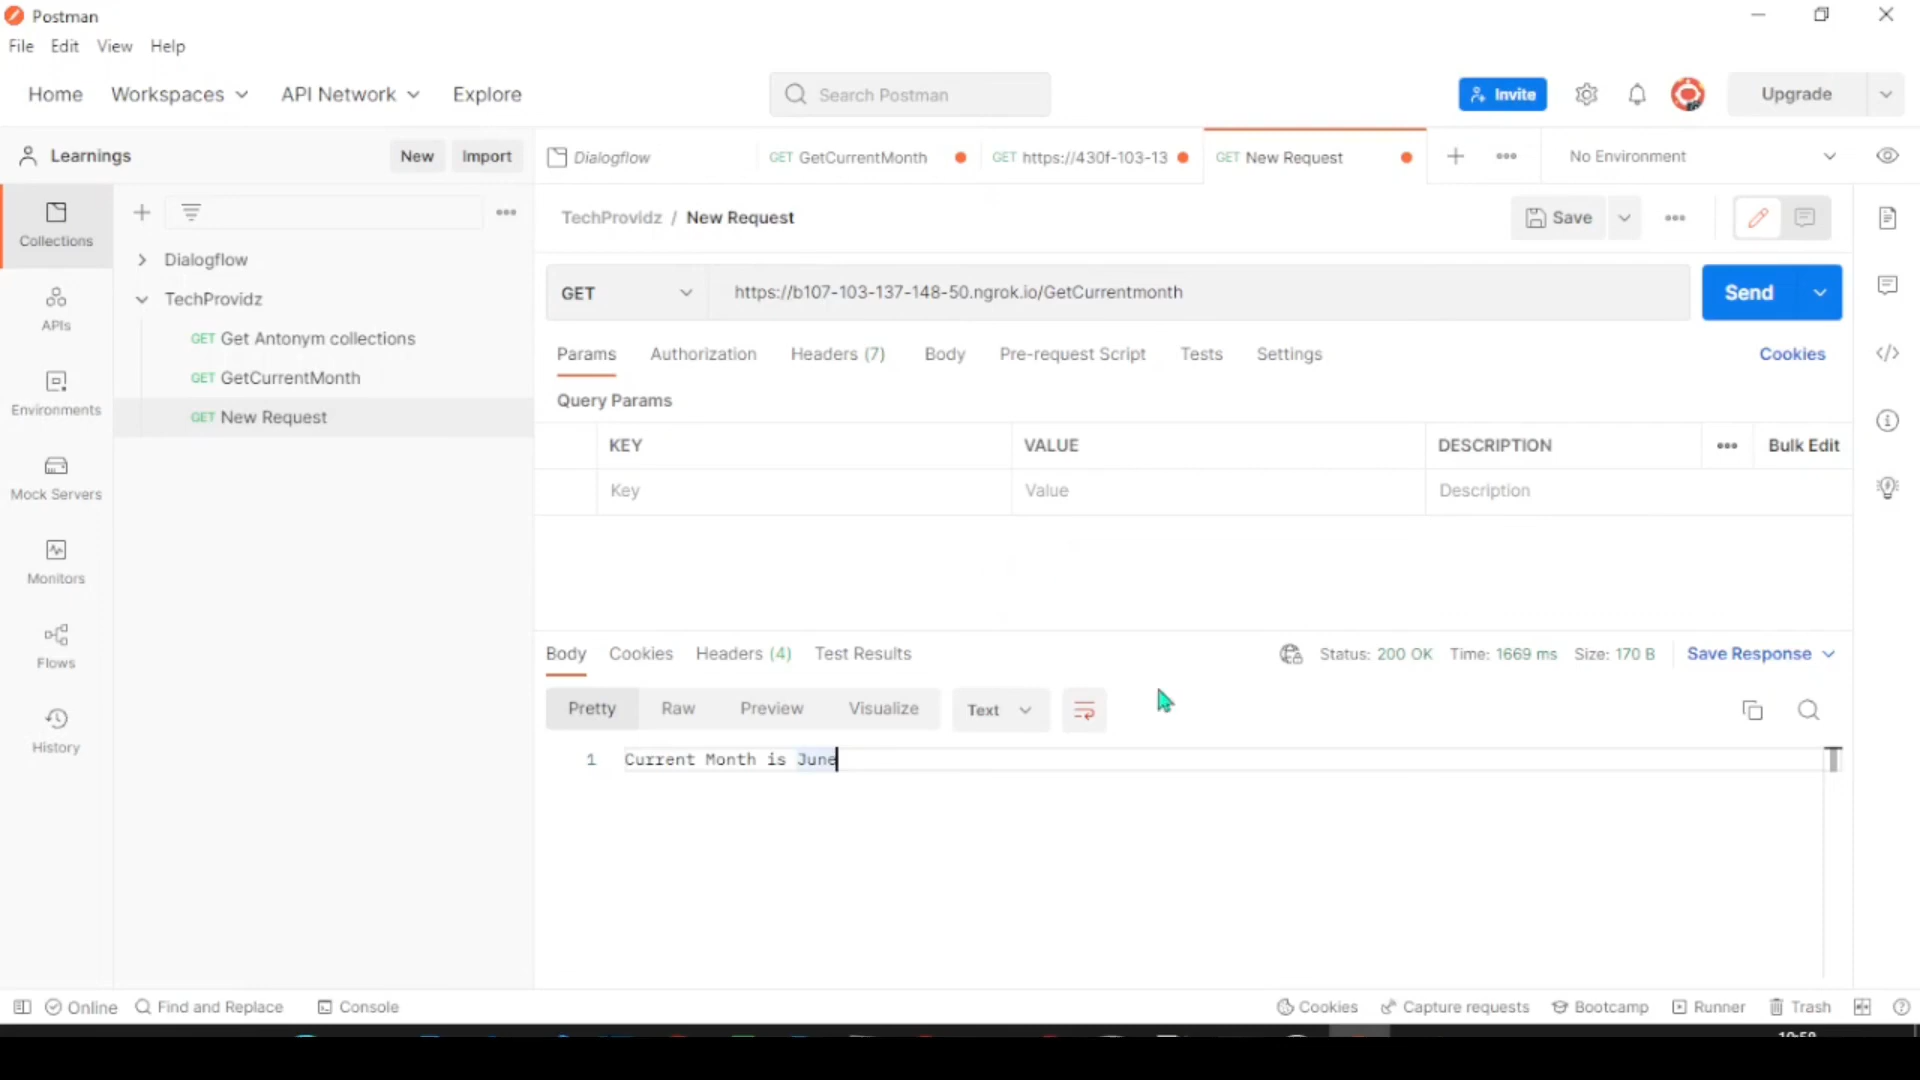 Postman
File Edit View Help
Home Workspaces API Network Explore Search Postman Invite Upgrade
Learnings New Import Dialogflow GET GetCurrentMonth GET https://430f-103-13 GET New Request No Environment
Collections
APIs
Environments
Mock Servers
Monitors
Flows
History
Dialogflow
TechProvidz
GET Get Antonym collections
GET GetCurrentMonth
GET New Request
TechProvidz / New Request Save
GET https://b107-103-137-148-50.ngrok.io/GetCurrentmonth Send
Params Authorization Headers (7) Body Pre-request Script Tests Settings Cookies
Query Params
KEY VALUE DESCRIPTION Bulk Edit
Key Value Description
Body Cookies Headers (4) Test Results Status: 200 OK Time: 1669 ms Size: 170 B Save Response
Pretty Raw Preview Visualize Text
1 Current Month is June
Online Find and Replace Console Cookies Capture requests Bootcamp Runner Trash